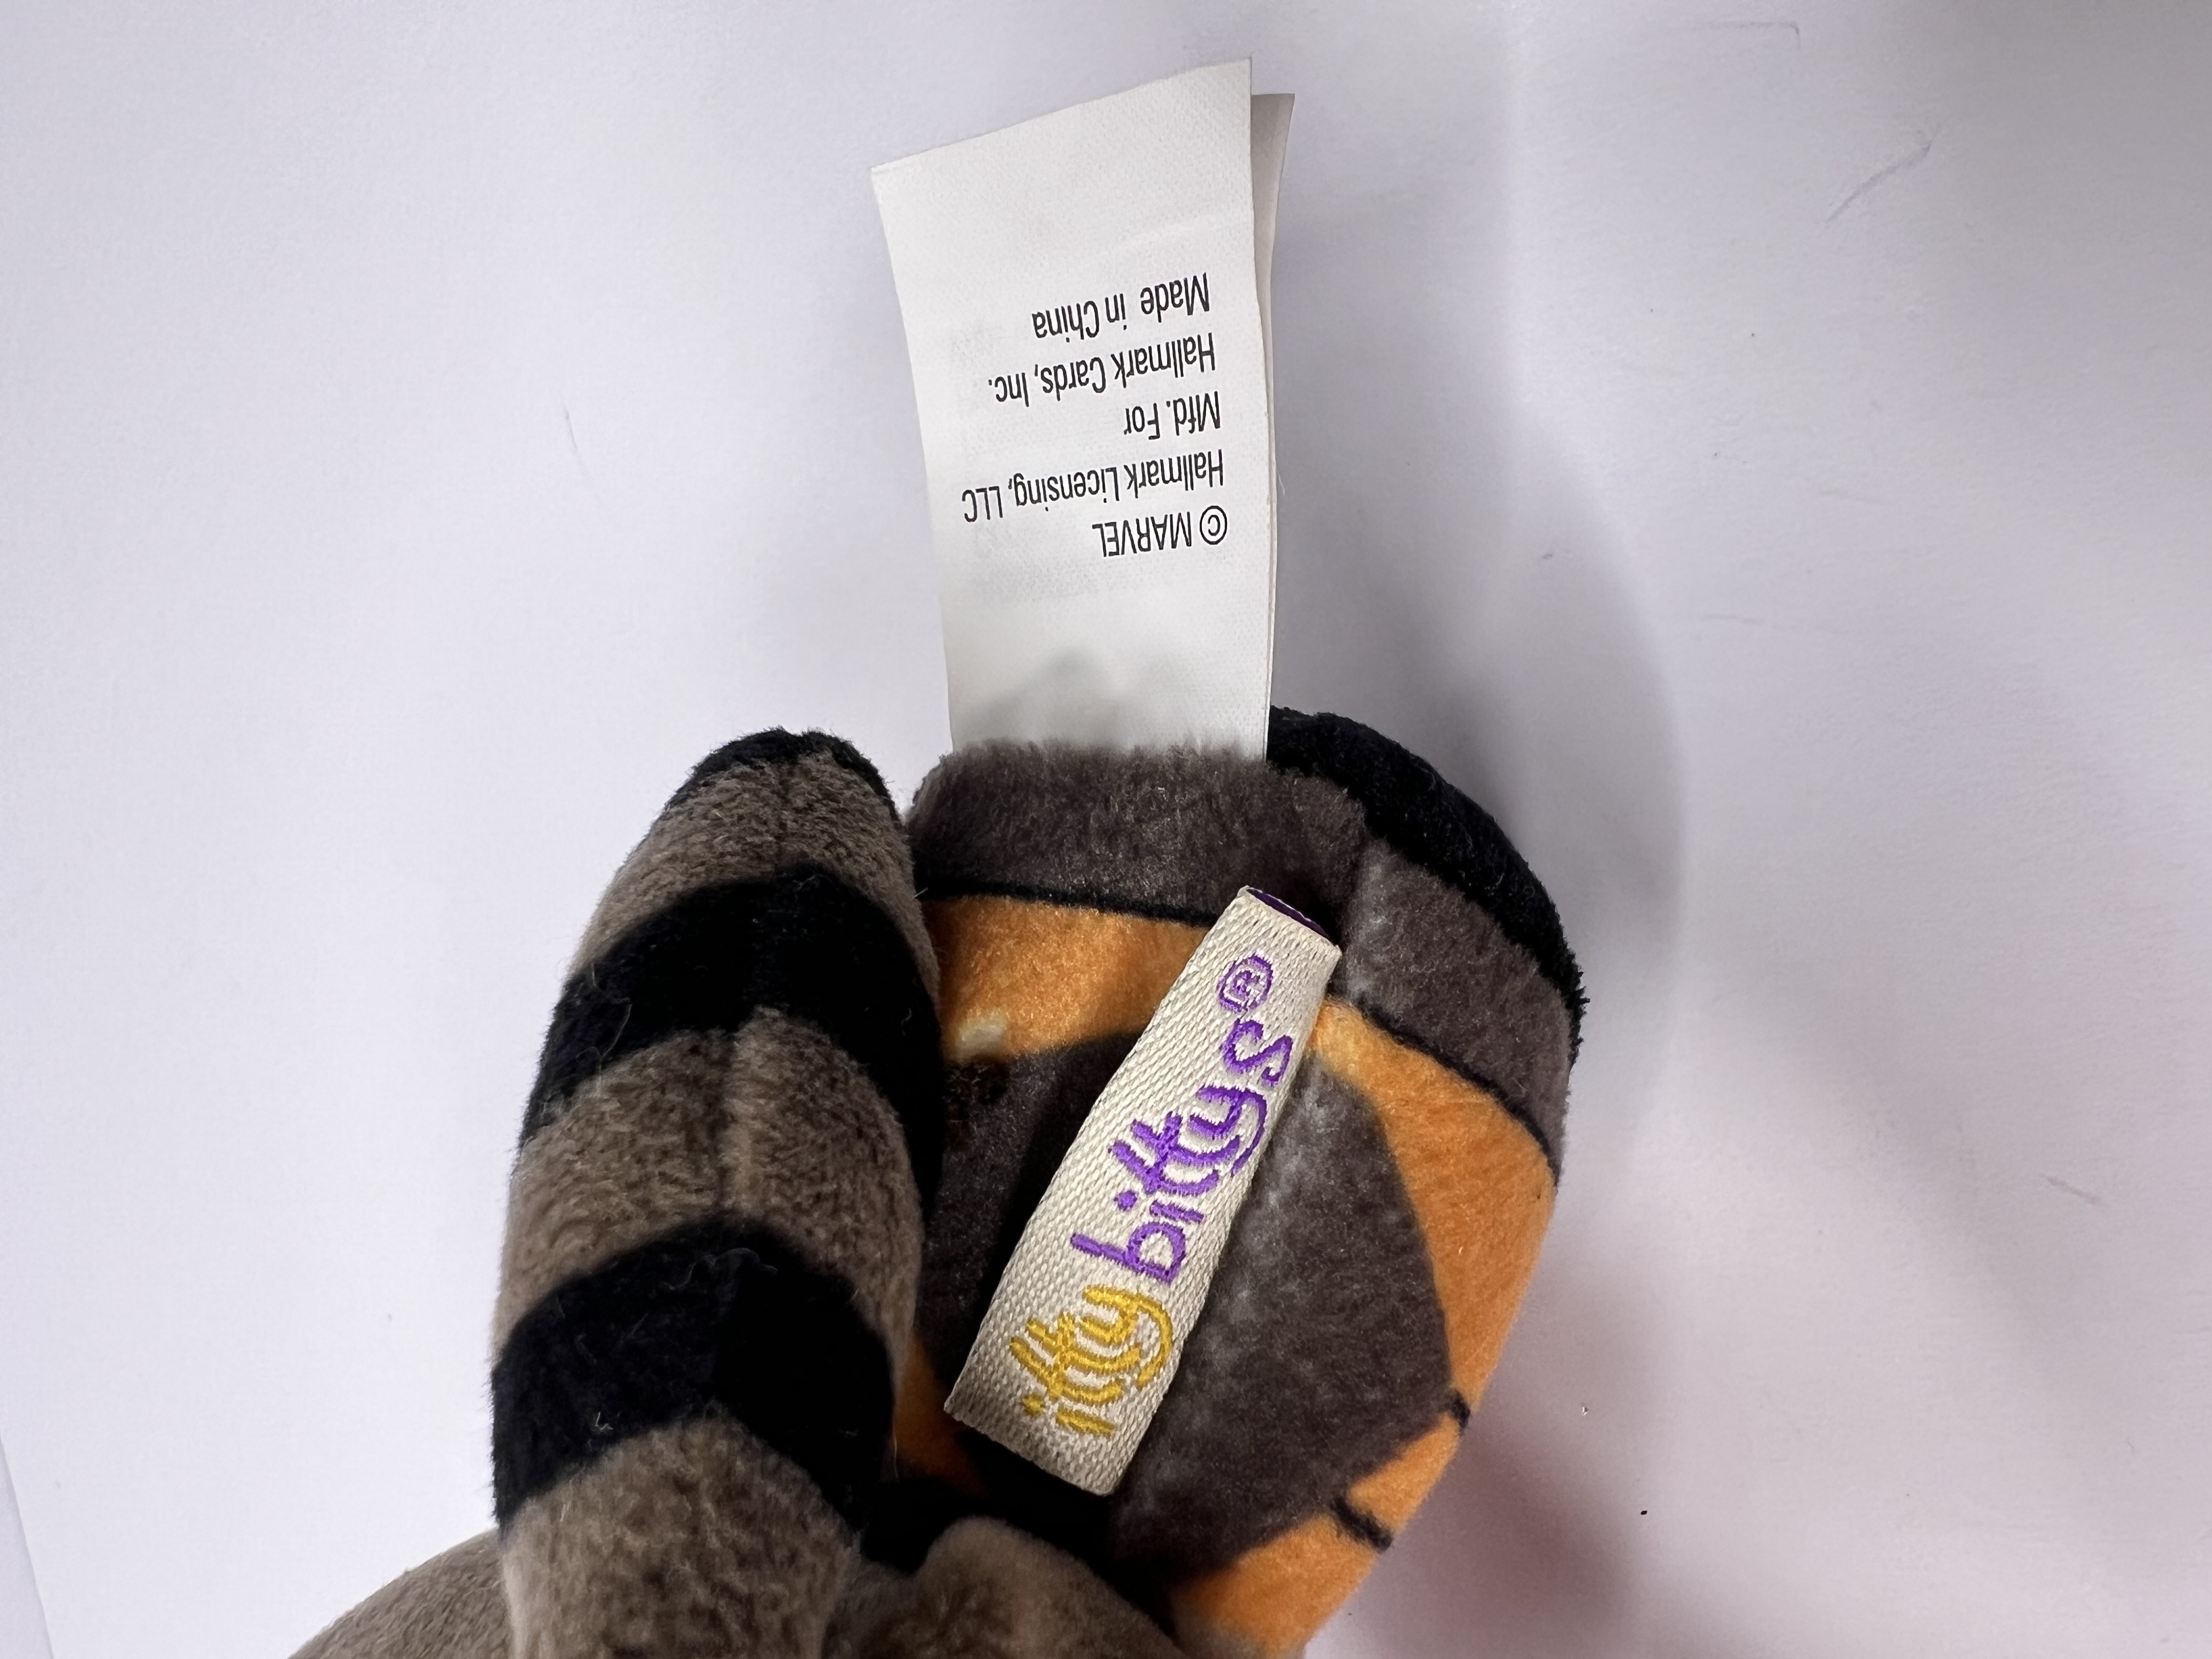 © MARVEL
Hallmark Licensing, LLC
Mfd. For
Hallmark Cards, Inc.
Made in China
itty bittys®